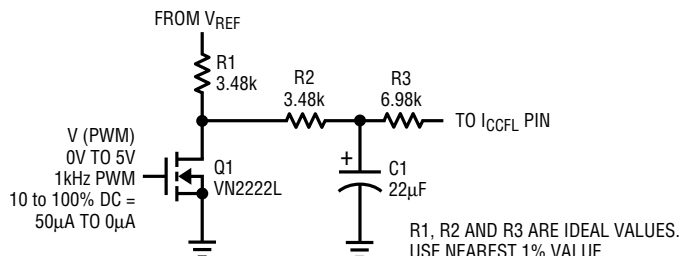 FROM VREF
R1
3.48k
R2
3.48k
R3
6.98k
TO ICCFL PIN
V (PWM)
0V TO 5V
1kHz PWM
10 to 100% DC =
50µA TO 0µA
Q1
VN2222L
+
C1
22µF
R1, R2 AND R3 ARE IDEAL VALUES.
USE NEAREST 1% VALUE